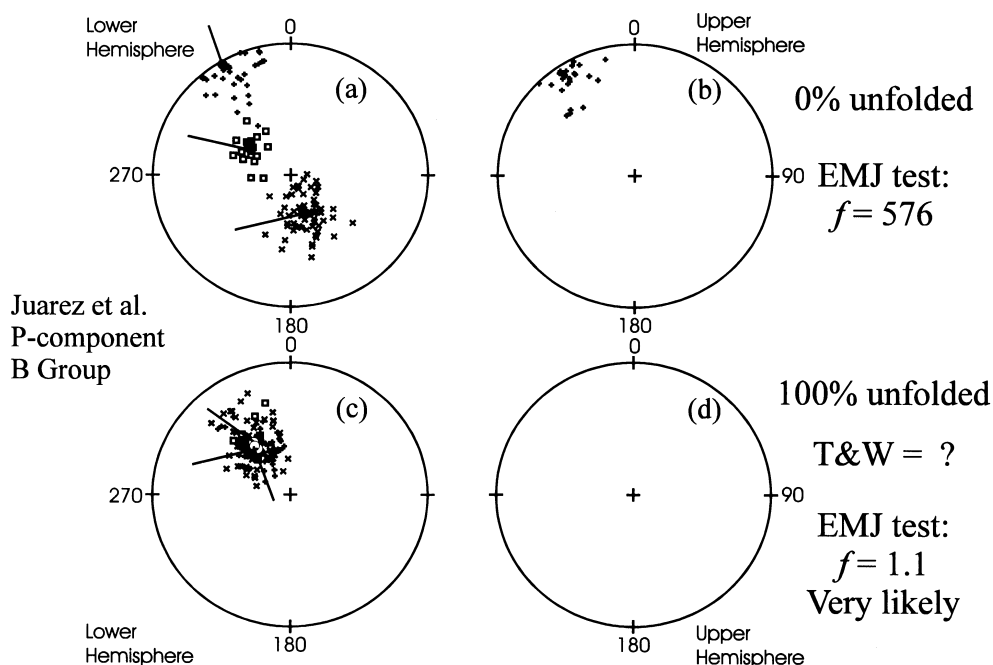 Lower
Hemisphere
0
(a)
270
180
Upper
Hemisphere
0
(b)
90
180
0% unfolded
EMJ test:
f = 576
Juarez et al.
P-component
B Group
0
(c)
270
180
Lower
Hemisphere
0
(d)
90
180
Upper
Hemisphere
100% unfolded
T&W = ?
EMJ test:
f = 1.1
Very likely